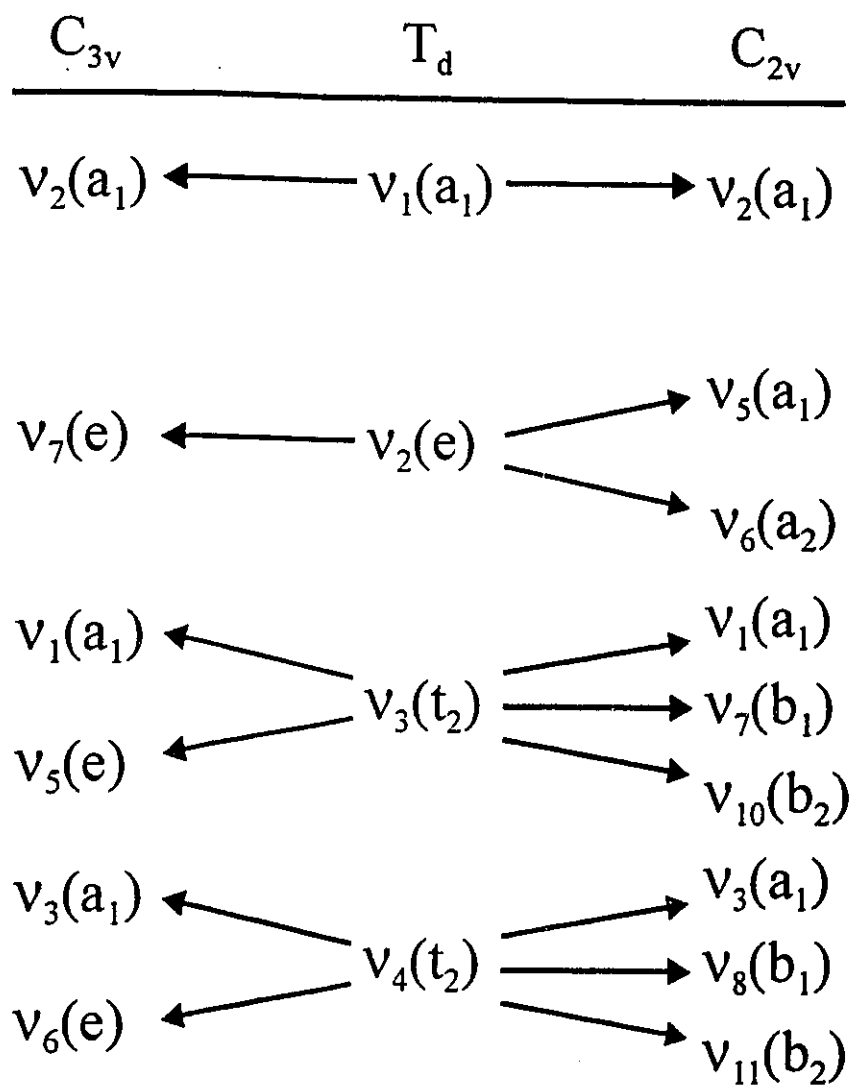 C₃ᵥ T_d C₂ᵥ
ν₂(a₁) ν₁(a₁) ν₂(a₁)
ν₅(a₁)
ν₇(e) ν₂(e)
ν₆(a₂)
ν₁(a₁) ν₁(a₁)
ν₃(t₂) ν₇(b₁)
ν₅(e) ν₁₀(b₂)
ν₃(a₁) ν₃(a₁)
ν₄(t₂) ν₈(b₁)
ν₆(e) ν₁₁(b₂)